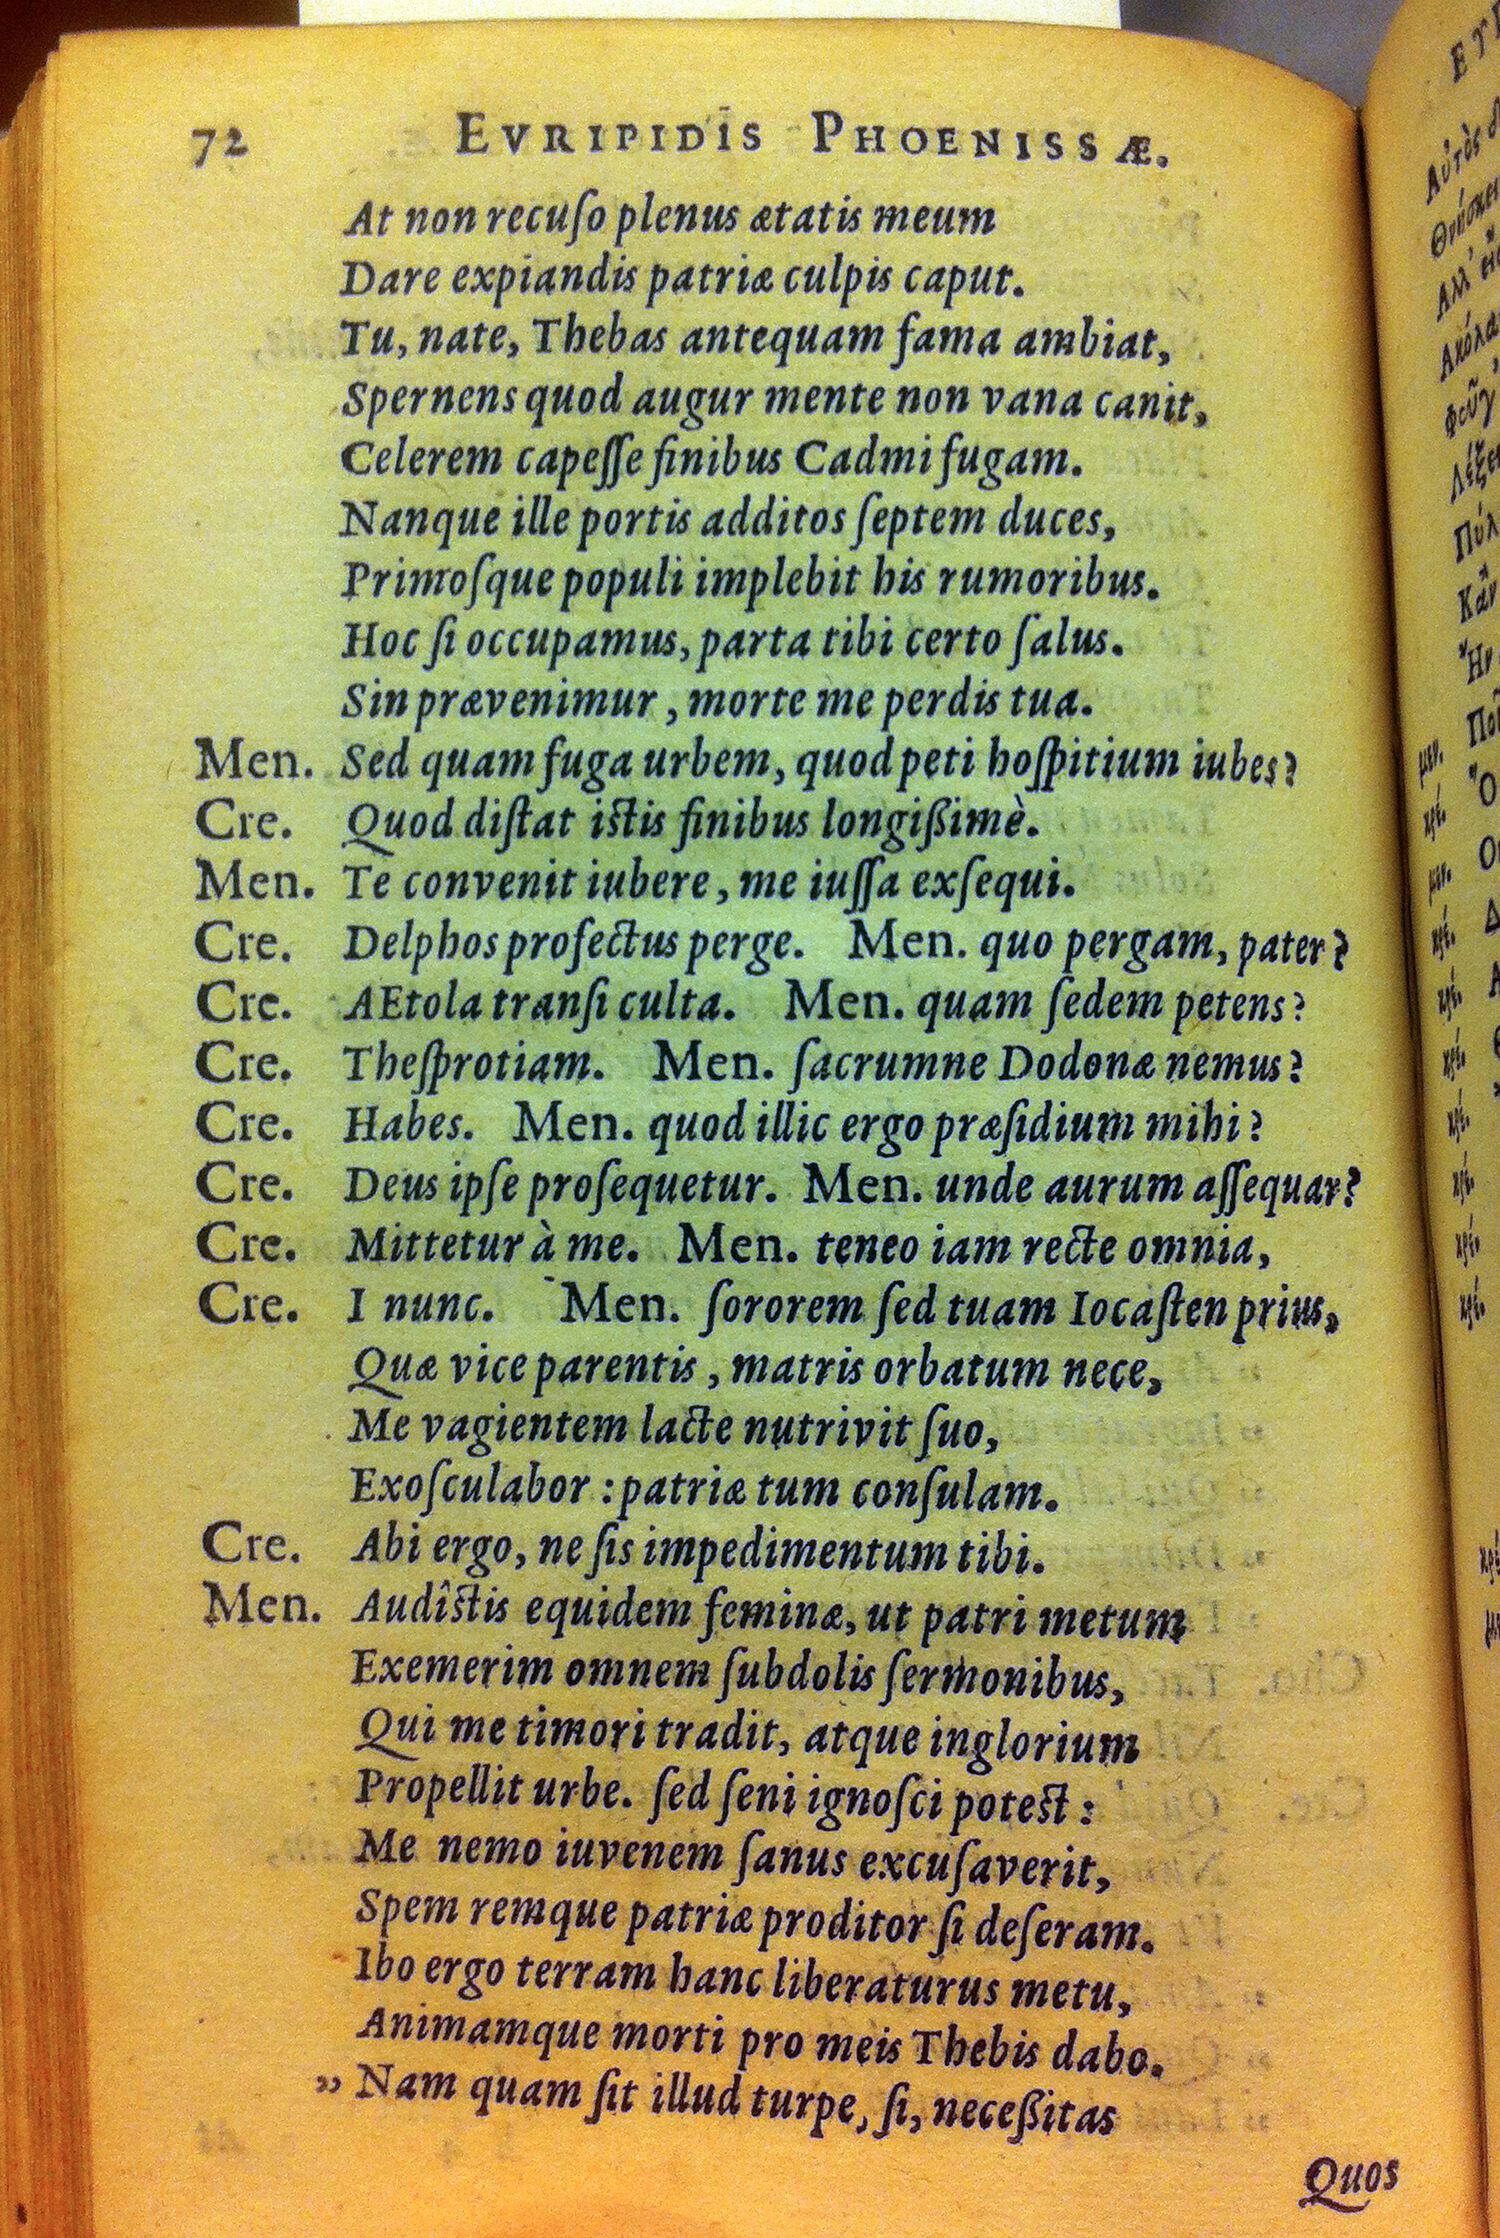 72 EVRIPIDIS PHOENISSÆ.
At non recuſo plenus ætatis meum
Dare expiandis patriæ culpis caput.
Tu, nate, Thebas antequam fama ambiat,
Spernens quod augur mente non vana canit,
Celerem capeſſe finibus Cadmi fugam.
Nanque ille portis additos ſeptem duces,
Primoſque populi implebit his rumoribus.
Hoc ſi occupamus, parta tibi certo ſalus.
Sin prævenimur, morte me perdis tua.
Men. Sed quam fuga urbem, quod peti hoſpitium iubes?
Cre. Quod diſtat istis finibus longißimè.
Men. Te convenit iubere, me iuſſa exſequi.
Cre. Delphos profectus perge. Men. quo pergam, pater?
Cre. AEtola tranſi culta. Men. quam ſedem petens?
Cre. Theſprotiam. Men. ſacrumne Dodonæ nemus?
Cre. Habes. Men. quod illic ergo præſidium mihi?
Cre. Deus ipſe proſequetur. Men. unde aurum aſſequar?
Cre. Mittetur à me. Men. teneo iam recte omnia,
Cre. I nunc. Men. ſororem ſed tuam Iocaſten prius,
Quæ vice parentis, matris orbatum nece,
Me vagientem lacte nutrivit ſuo,
Exoſculabor: patriæ tum conſulam.
Cre. Abi ergo, ne ſis impedimentum tibi.
Men. Audîstis equidem feminæ, ut patri metum
Exemerim omnem ſubdolis ſermonibus,
Qui me timori tradit, atque inglorium
Propellit urbe. ſed ſeni ignoſci potest:
Me nemo iuvenem ſanus excuſaverit,
Spem remque patriæ proditor ſi deſeram.
Ibo ergo terram hanc liberaturus metu,
Animamque morti pro meis Thebis dabo.
„ Nam quam ſit illud turpe, ſi, neceßitas
Quos